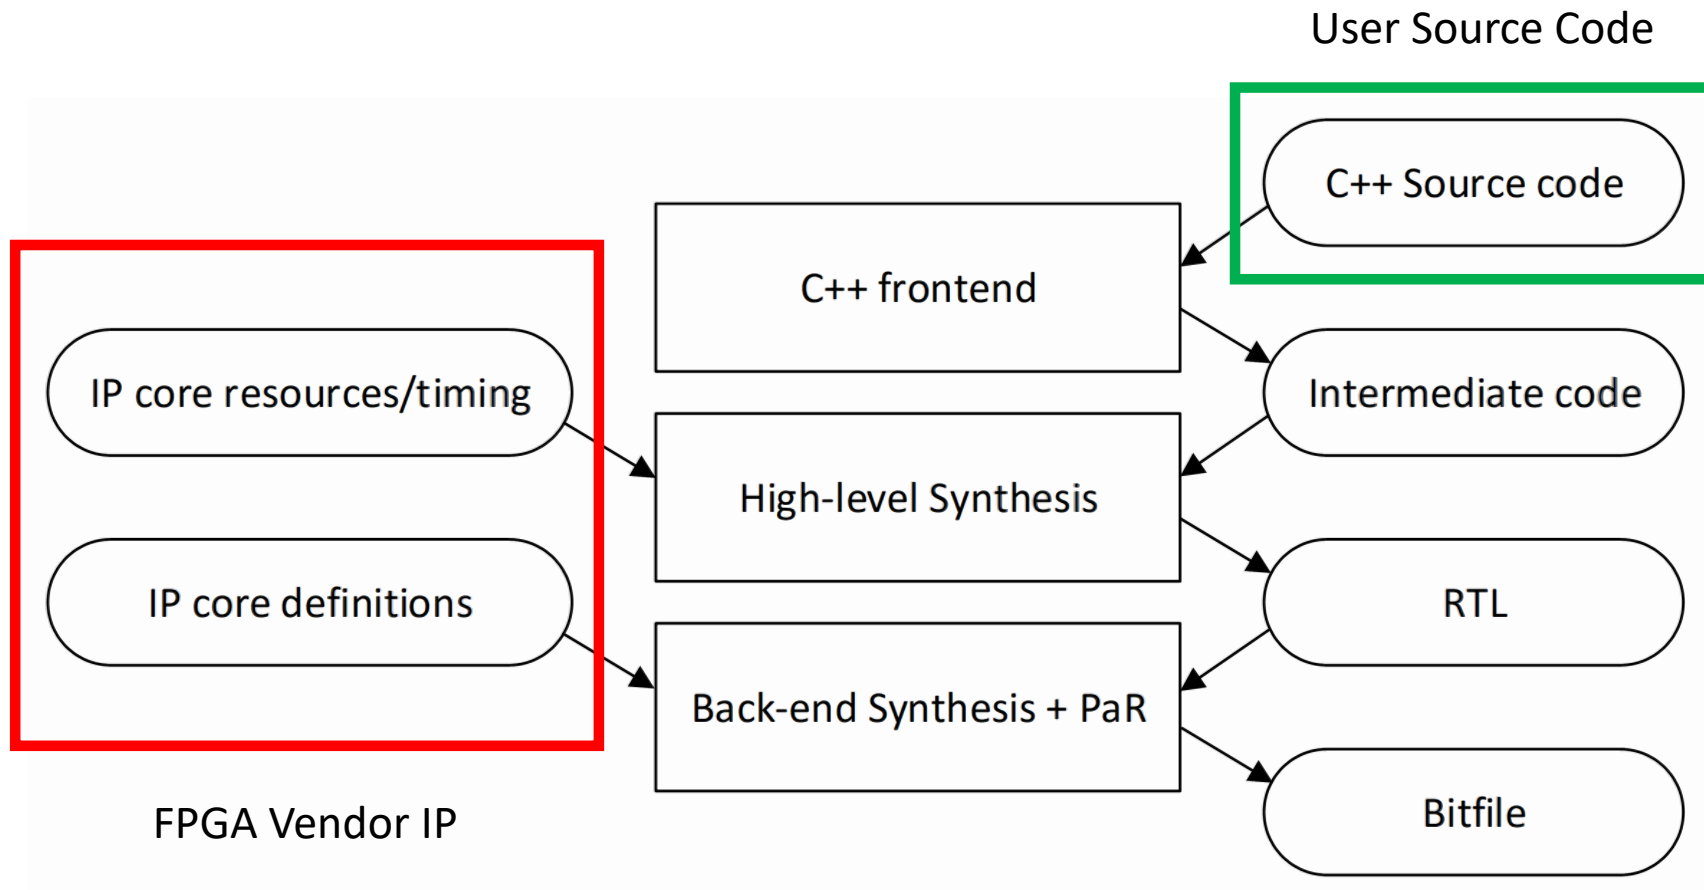 User Source Code
C++ Source code
C++ frontend
IP core resources/timing
Intermediate code
High-level Synthesis
IP core definitions
RTL
Back-end Synthesis + PaR
FPGA Vendor IP
Bitfile